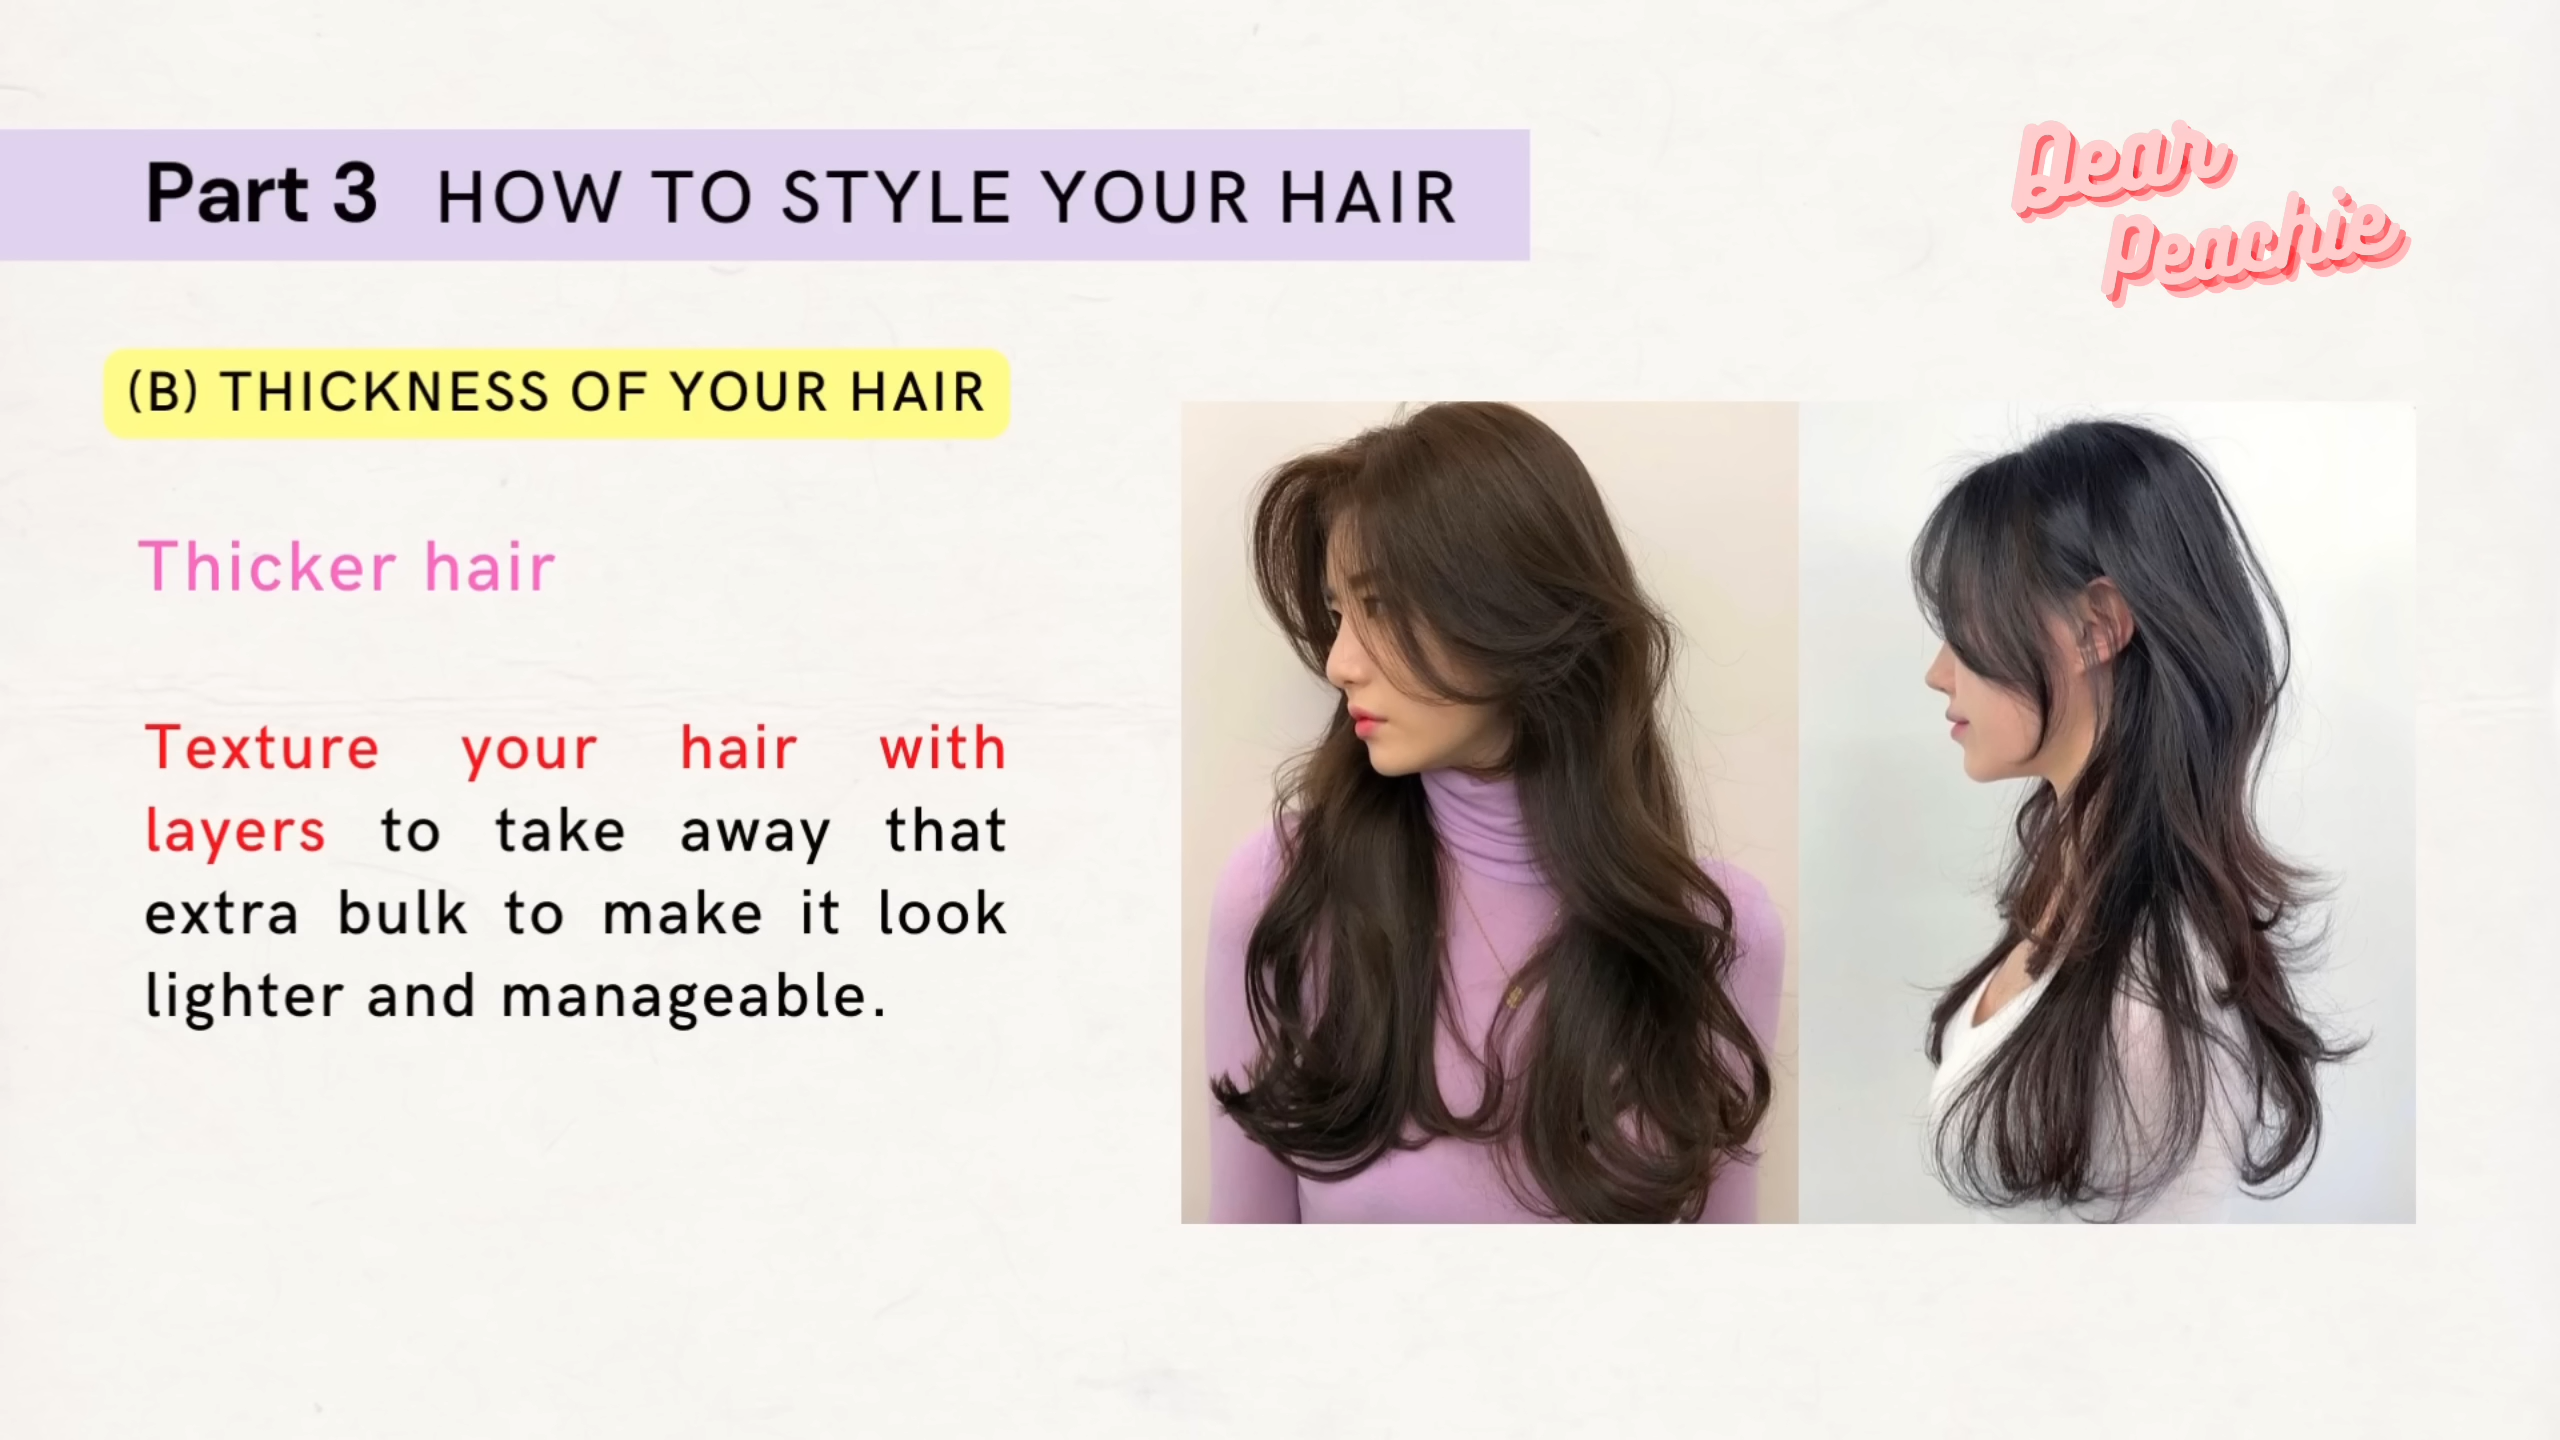 Part 3 HOW TO STYLE YOUR HAIR
Dear
Peachie
(B) THICKNESS OF YOUR HAIR
Thicker hair
Texture your hair with
layers to take away that
extra bulk to make it look
lighter and manageable.